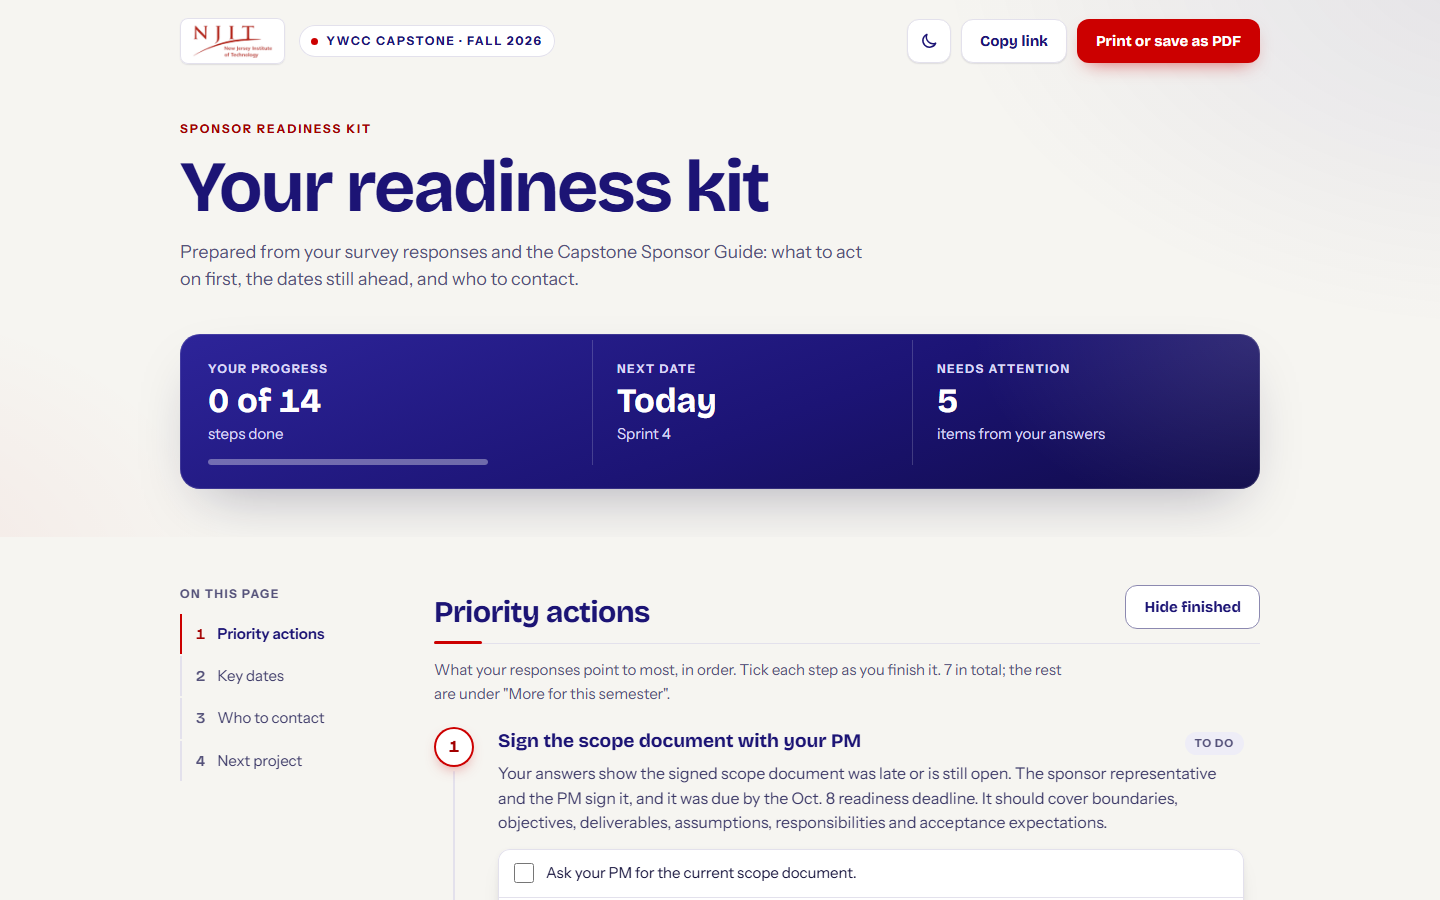 NJIT
New Jersey Institute
of Technology
YWCC CAPSTONE · FALL 2026
Copy link
Print or save as PDF
SPONSOR READINESS KIT
Your readiness kit
Prepared from your survey responses and the Capstone Sponsor Guide: what to act
on first, the dates still ahead, and who to contact.
YOUR PROGRESS
0 of 14
steps done
NEXT DATE
Today
Sprint 4
NEEDS ATTENTION
5
items from your answers
ON THIS PAGE
1 Priority actions
2 Key dates
3 Who to contact
4 Next project
Priority actions
Hide finished
What your responses point to most, in order. Tick each step as you finish it. 7 in total; the rest
are under "More for this semester".
1
Sign the scope document with your PM
TO DO
Your answers show the signed scope document was late or is still open. The sponsor representative
and the PM sign it, and it was due by the Oct. 8 readiness deadline. It should cover boundaries,
objectives, deliverables, assumptions, responsibilities and acceptance expectations.
Ask your PM for the current scope document.